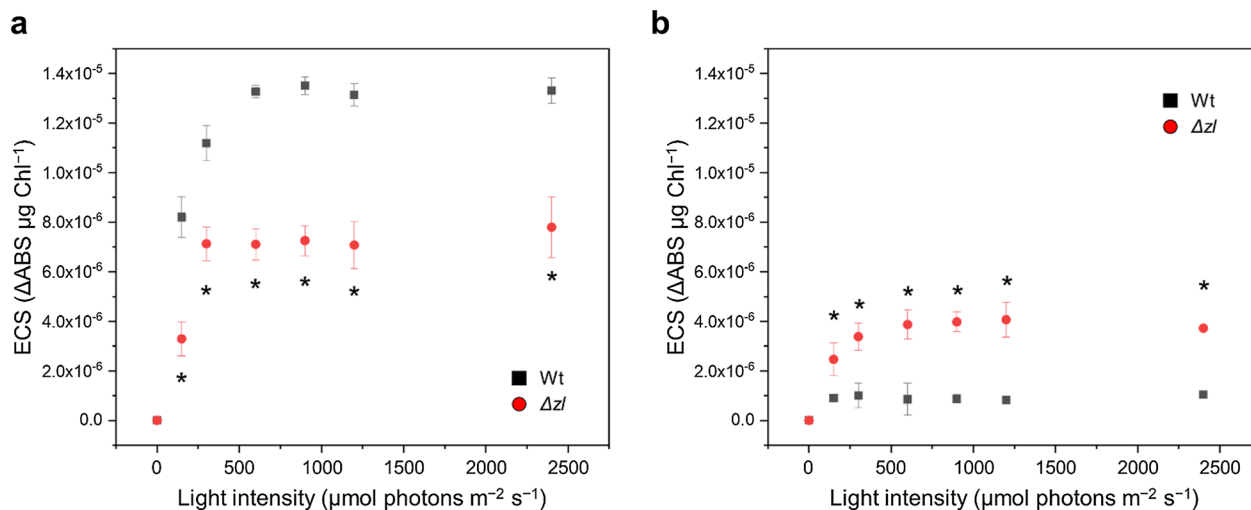 a
ECS (ΔABS µg Chl⁻¹)
1.4x10⁻⁵
1.2x10⁻⁵
1.0x10⁻⁵
8.0x10⁻⁶
6.0x10⁻⁶
4.0x10⁻⁶
2.0x10⁻⁶
0.0
*
*
*
*
*
*
Wt
Δzl
0 500 1000 1500 2000 2500
Light intensity (µmol photons m⁻² s⁻¹)
b
ECS (ΔABS µg Chl⁻¹)
1.4x10⁻⁵
1.2x10⁻⁵
1.0x10⁻⁵
8.0x10⁻⁶
6.0x10⁻⁶
4.0x10⁻⁶
2.0x10⁻⁶
0.0
Wt
Δzl
*
*
*
*
*
*
0 500 1000 1500 2000 2500
Light intensity (µmol photons m⁻² s⁻¹)